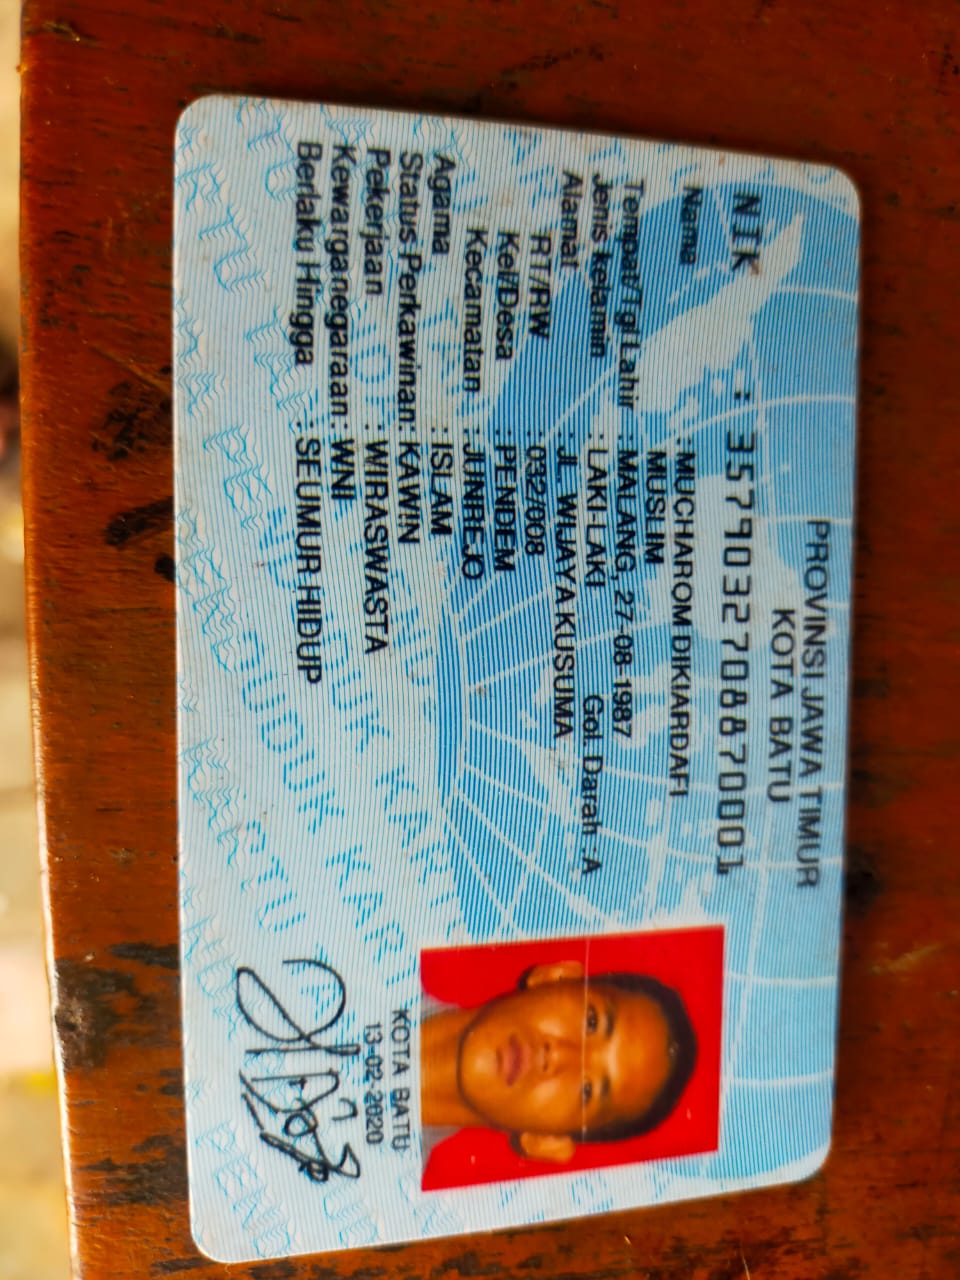 PROVINSI JAWA TIMUR
KOTA BATU
NIK : 3579032708870001
Nama : MUCHAROM DIKIARDAFI
MUSLIM
Tempat/Tgl Lahir : MALANG, 27-08-1987
Jenis kelamin : LAKI-LAKI Gol. Darah : A
Alamat : JL. WIJAYA KUSUMA
RT/RW : 032/008
Kel/Desa : PENDEM
Kecamatan : JUNREJO
Agama : ISLAM
Status Perkawinan: KAWIN
Pekerjaan : WIRASWASTA
Kewarganegaraan: WNI
Berlaku Hingga : SEUMUR HIDUP
KOTA BATU
13-02-2020